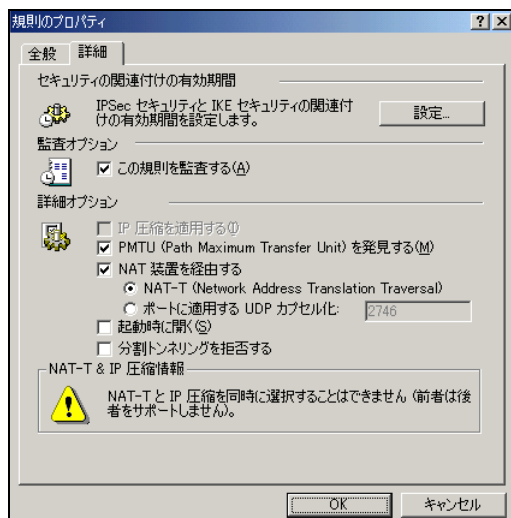 規則のプロパティ
全般
詳細
セキュリティの関連付けの有効期間
IPSec セキュリティと IKE セキュリティの関連付
けの有効期間を設定します。
設定...
監査オプション
この規則を監査する(A)
詳細オプション
IP 圧縮を適用する(I)
PMTU (Path Maximum Transfer Unit) を発見する(M)
NAT 装置を経由する
NAT-T (Network Address Translation Traversal)
ポートに適用する UDP カプセル化:
2746
起動時に開く(S)
分割トンネリングを拒否する
NAT-T & IP 圧縮情報
NAT-T と IP 圧縮を同時に選択することはできません (前者は後
者をサポートしません)。
OK
キャンセル